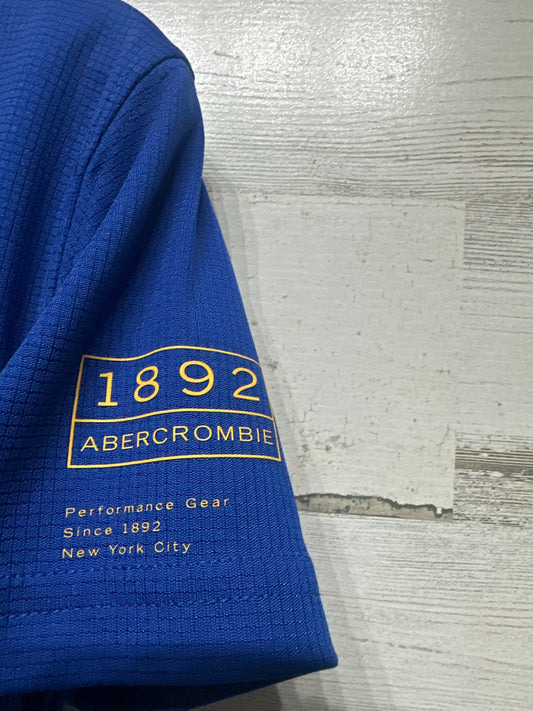 1892
ABERCROMBIE
Performance Gear
Since 1892
New York City